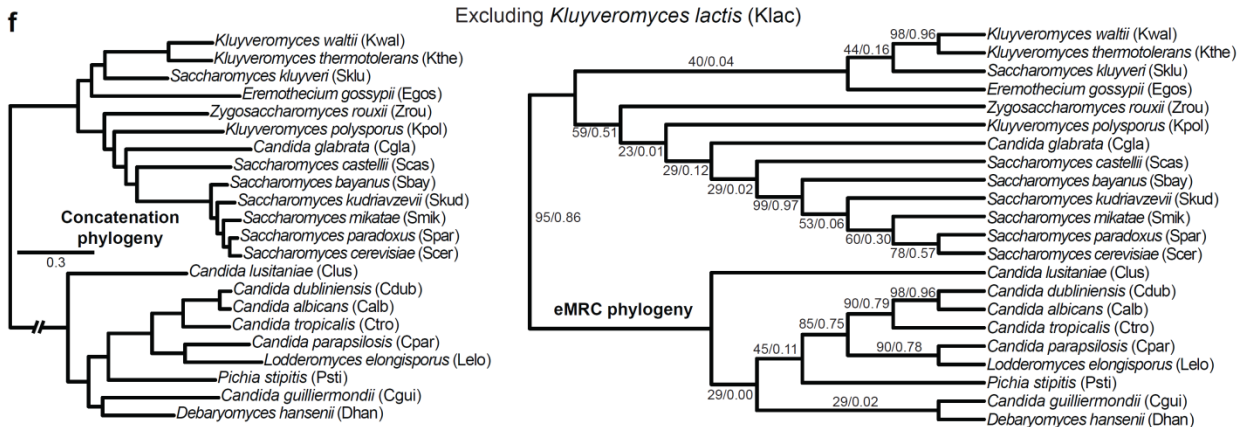 f
Excluding Kluyveromyces lactis (Klac)
Kluyveromyces waltii (Kwal)
Kluyveromyces thermotolerans (Kthe)
Saccharomyces kluyveri (Sklu)
Eremothecium gossypii (Egos)
Zygosaccharomyces rouxii (Zrou)
Kluyveromyces polysporus (Kpol)
Candida glabrata (Cgla)
Saccharomyces castellii (Scas)
Saccharomyces bayanus (Sbay)
Saccharomyces kudriavzevii (Skud)
Saccharomyces mikatae (Smik)
Saccharomyces paradoxus (Spar)
Saccharomyces cerevisiae (Scer)
Concatenation
phylogeny
0.3
Candida lusitaniae (Clus)
Candida dubliniensis (Cdub)
Candida albicans (Calb)
Candida tropicalis (Ctro)
Candida parapsilosis (Cpar)
Lodderomyces elongisporus (Lelo)
Pichia stipitis (Psti)
Candida guilliermondii (Cgui)
Debaryomyces hansenii (Dhan)
98/0.96
Kluyveromyces waltii (Kwal)
44/0.16
Kluyveromyces thermotolerans (Kthe)
40/0.04
Saccharomyces kluyveri (Sklu)
Eremothecium gossypii (Egos)
Zygosaccharomyces rouxii (Zrou)
59/0.51
Kluyveromyces polysporus (Kpol)
23/0.01
Candida glabrata (Cgla)
29/0.12
Saccharomyces castellii (Scas)
29/0.02
Saccharomyces bayanus (Sbay)
99/0.97
Saccharomyces kudriavzevii (Skud)
95/0.86
53/0.06
Saccharomyces mikatae (Smik)
60/0.30
Saccharomyces paradoxus (Spar)
78/0.57
Saccharomyces cerevisiae (Scer)
Candida lusitaniae (Clus)
eMRC phylogeny
98/0.96
Candida dubliniensis (Cdub)
90/0.79
Candida albicans (Calb)
85/0.75
Candida tropicalis (Ctro)
45/0.11
90/0.78
Candida parapsilosis (Cpar)
Lodderomyces elongisporus (Lelo)
Pichia stipitis (Psti)
29/0.00
29/0.02
Candida guilliermondii (Cgui)
Debaryomyces hansenii (Dhan)